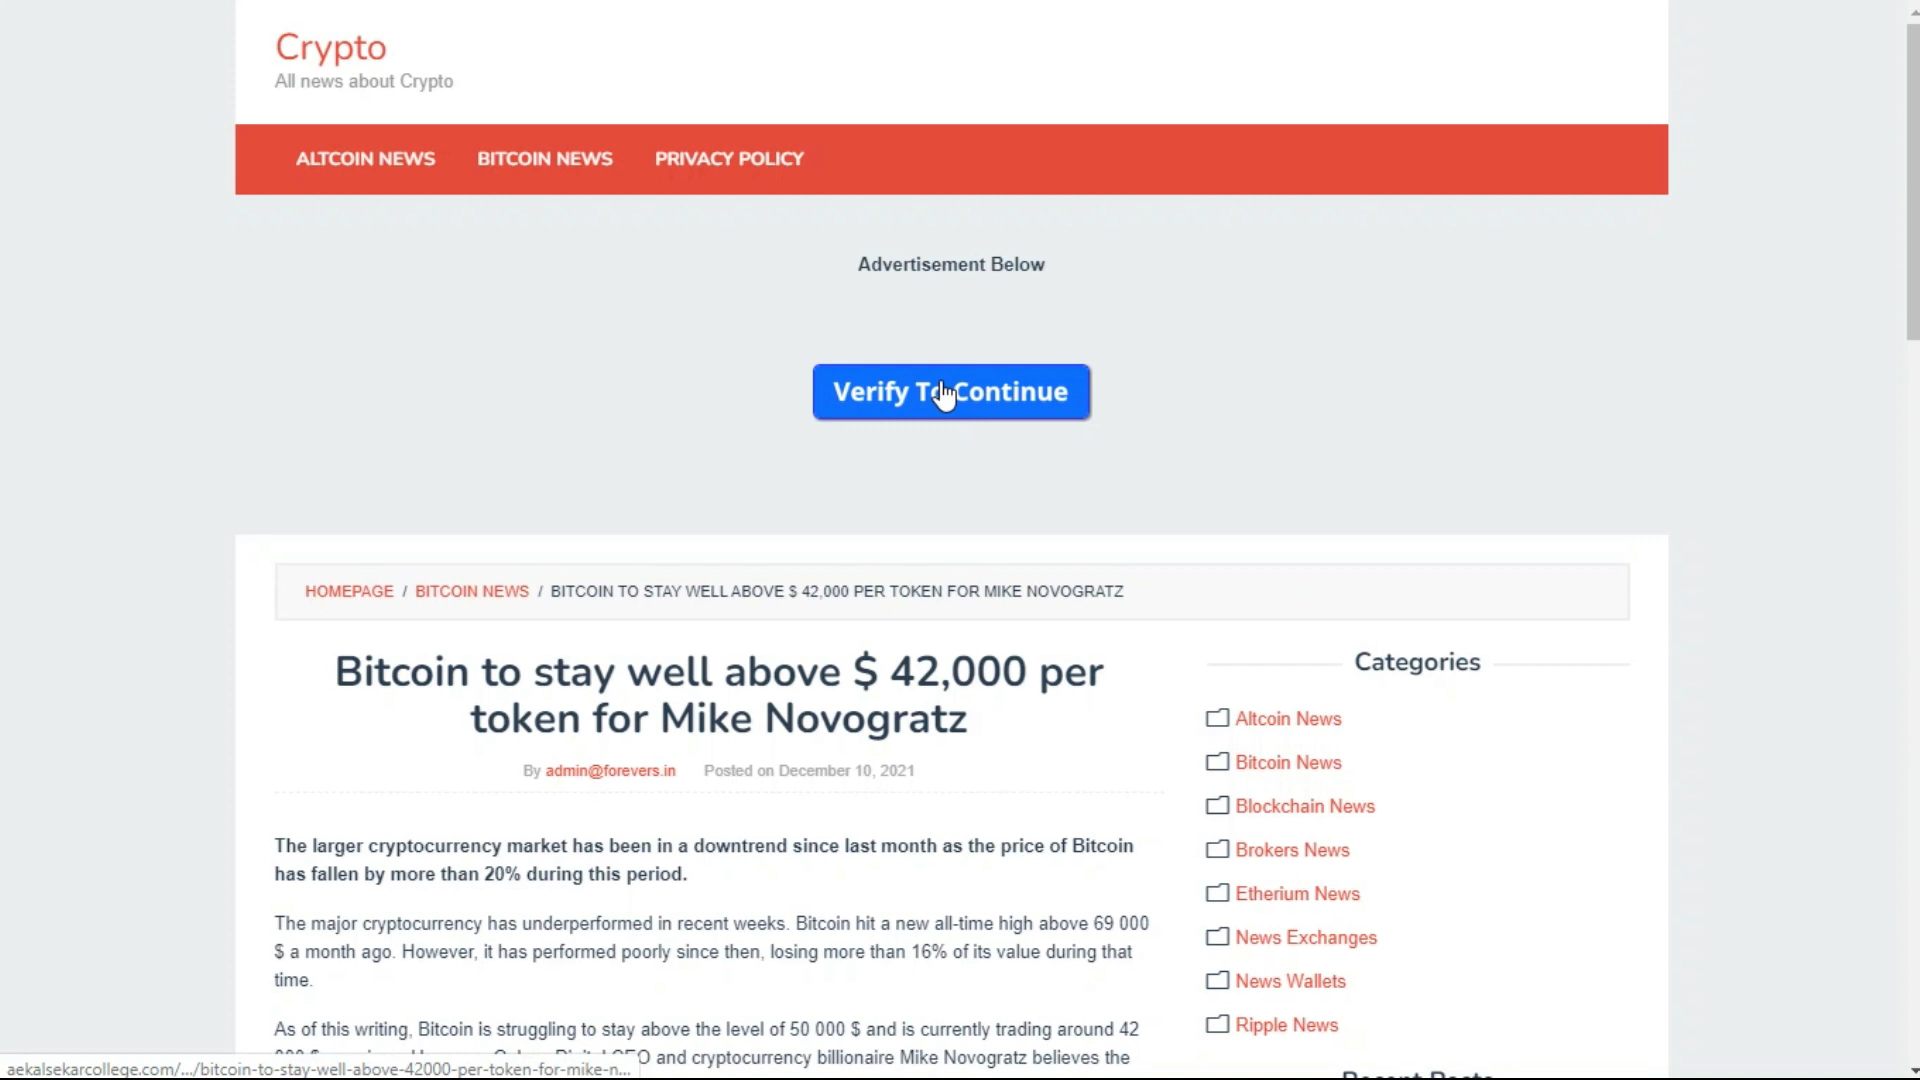 Crypto
All news about Crypto
ALTCOIN NEWS BITCOIN NEWS PRIVACY POLICY
Advertisement Below
Verify To Continue
HOMEPAGE / BITCOIN NEWS / BITCOIN TO STAY WELL ABOVE $ 42,000 PER TOKEN FOR MIKE NOVOGRATZ
Bitcoin to stay well above $ 42,000 per
token for Mike Novogratz
By admin@forevers.in Posted on December 10, 2021
The larger cryptocurrency market has been in a downtrend since last month as the price of Bitcoin
has fallen by more than 20% during this period.
The major cryptocurrency has underperformed in recent weeks. Bitcoin hit a new all-time high above 69 000
$ a month ago. However, it has performed poorly since then, losing more than 16% of its value during that
time.
As of this writing, Bitcoin is struggling to stay above the level of 50 000 $ and is currently trading around 42
and cryptocurrency billionaire Mike Novogratz believes the
Categories
Altcoin News
Bitcoin News
Blockchain News
Brokers News
Etherium News
News Exchanges
News Wallets
Ripple News
Recent Posts
aekalsekarcollege.com/.../bitcoin-to-stay-well-above-42000-per-token-for-mike-n...